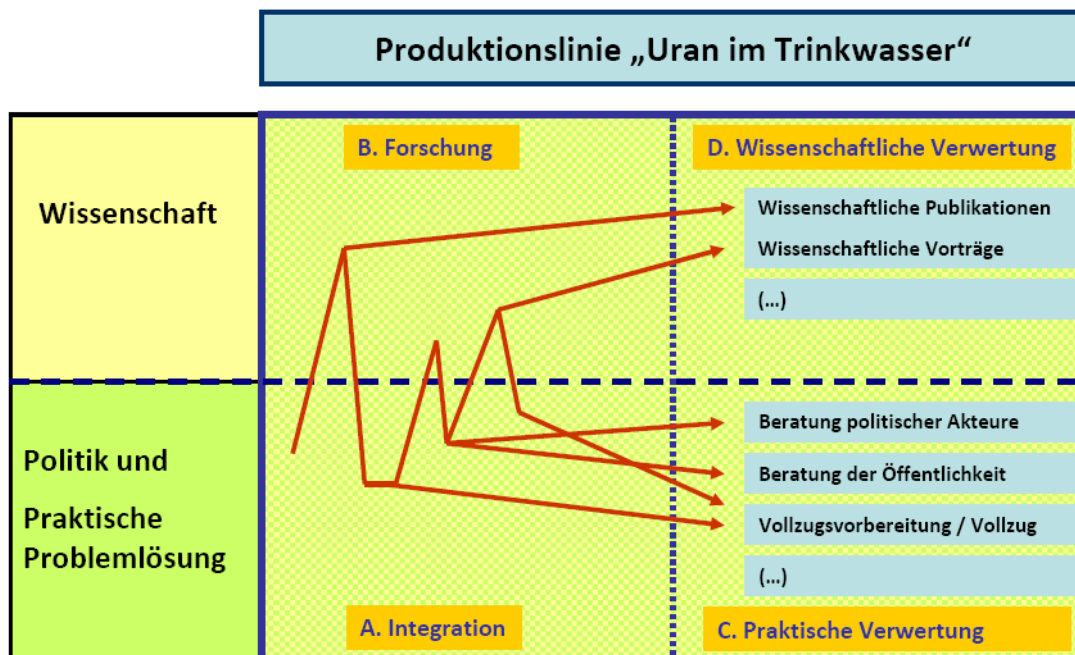 Produktionslinie „Uran im Trinkwasser“
B. Forschung
D. Wissenschaftliche Verwertung
Wissenschaft
Wissenschaftliche Publikationen
Wissenschaftliche Vorträge
(...)
Politik und
Praktische
Problemlösung
Beratung politischer Akteure
Beratung der Öffentlichkeit
Vollzugsvorbereitung / Vollzug
(...)
A. Integration
C. Praktische Verwertung